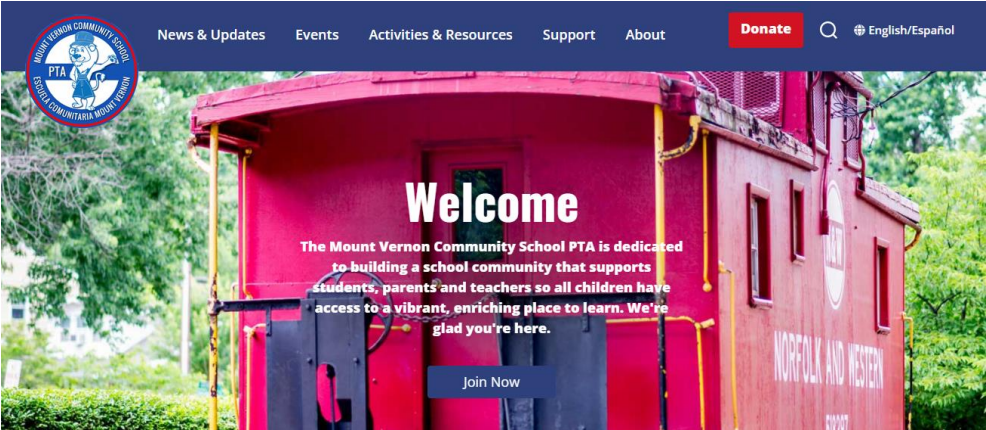 MOUNT VERNON COMMUNITY SCHOOL
PTA
ESCUELA COMUNITARIA MOUNT VERNON
News & Updates
Events
Activities & Resources
Support
About
Donate
English/Español
Welcome
The Mount Vernon Community School PTA is dedicated
to building a school community that supports
students, parents and teachers so all children have
access to a vibrant, enriching place to learn. We're
glad you're here.
Join Now
N&W
NORFOLK AND WESTERN